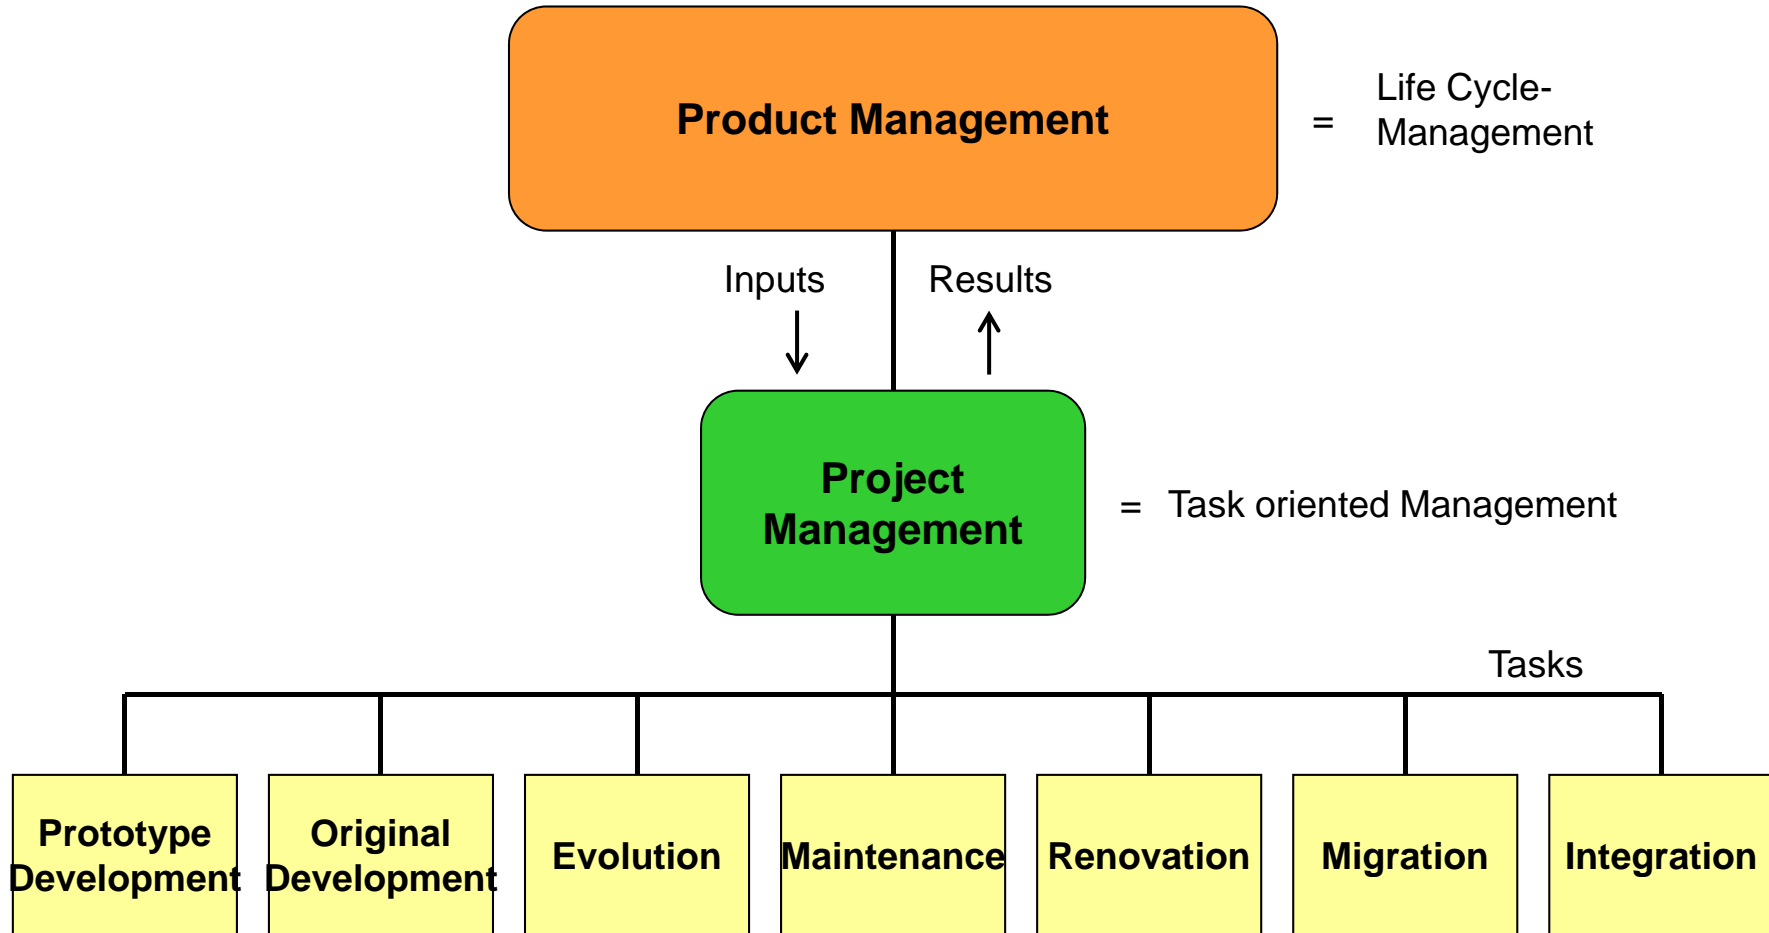 Product Management
=
Life Cycle-
Management
Inputs
Results
Project
Management
=
Task oriented Management
Tasks
Prototype
Development
Original
Development
Evolution
Maintenance
Renovation
Migration
Integration